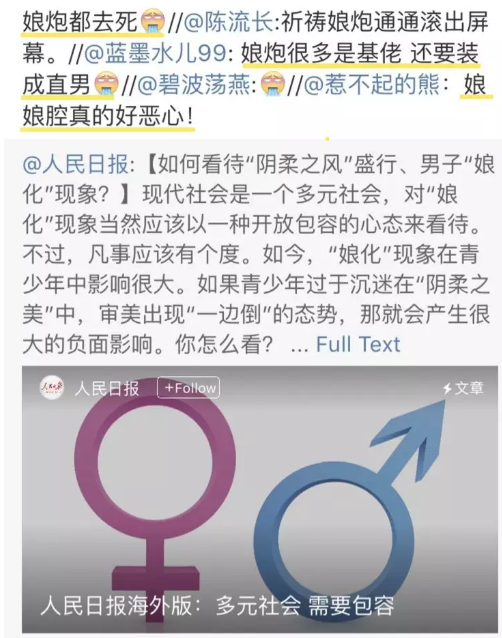 娘炮都去死//@陈流长:祈祷娘炮通通滚出屏
幕。//@蓝墨水儿99: 娘炮很多是基佬 还要装
成直男//@碧波荡燕://@惹不起的熊：娘
娘腔真的好恶心！
@人民日报:【如何看待“阴柔之风”盛行、男子“娘
化”现象？】现代社会是一个多元社会，对“娘
化”现象当然应该以一种开放包容的心态来看待。
不过，凡事应该有个度。如今，“娘化”现象在青
少年中影响很大。如果青少年过于沉迷在“阴柔之
美”中，审美出现“一边倒”的态势，那就会产生很
大的负面影响。你怎么看？ ... Full Text
人民日报 人民日报 +Follow 文章
人民日报海外版：多元社会 需要包容